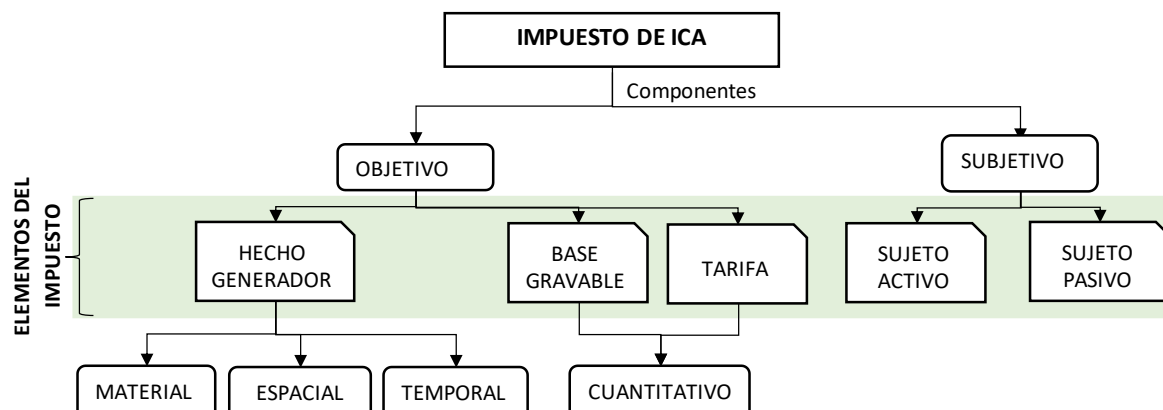 IMPUESTO DE ICA
Componentes
OBJETIVO
SUBJETIVO
ELEMENTOS DEL
IMPUESTO
HECHO
GENERADOR
BASE
GRAVABLE
TARIFA
SUJETO
ACTIVO
SUJETO
PASIVO
MATERIAL
ESPACIAL
TEMPORAL
CUANTITATIVO